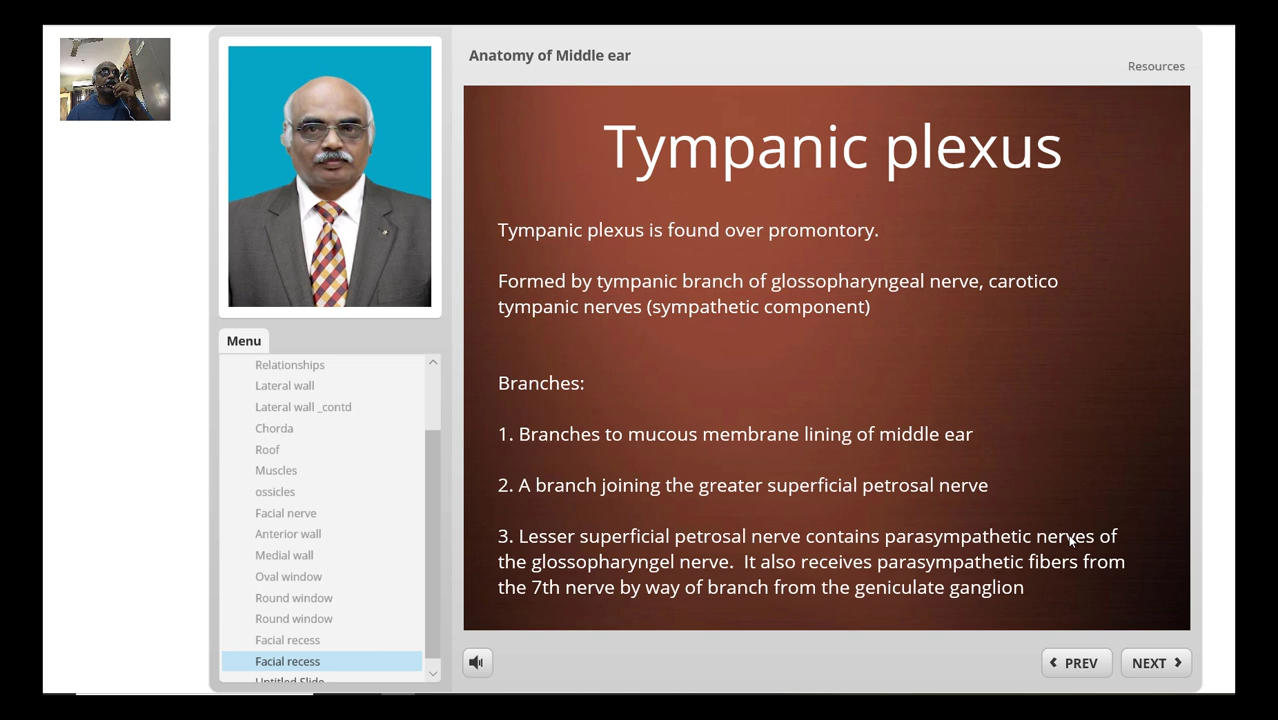 Anatomy of Middle ear
Resources
Menu
Relationships
Lateral wall
Lateral wall _contd
Chorda
Roof
Muscles
ossicles
Facial nerve
Anterior wall
Medial wall
Oval window
Round window
Round window
Facial recess
Facial recess
Untitled Slide
Tympanic plexus
Tympanic plexus is found over promontory.
Formed by tympanic branch of glossopharyngeal nerve, carotico
tympanic nerves (sympathetic component)
Branches:
1. Branches to mucous membrane lining of middle ear
2. A branch joining the greater superficial petrosal nerve
3. Lesser superficial petrosal nerve contains parasympathetic nerves of
the glossopharyngel nerve.  It also receives parasympathetic fibers from
the 7th nerve by way of branch from the geniculate ganglion
PREV
NEXT